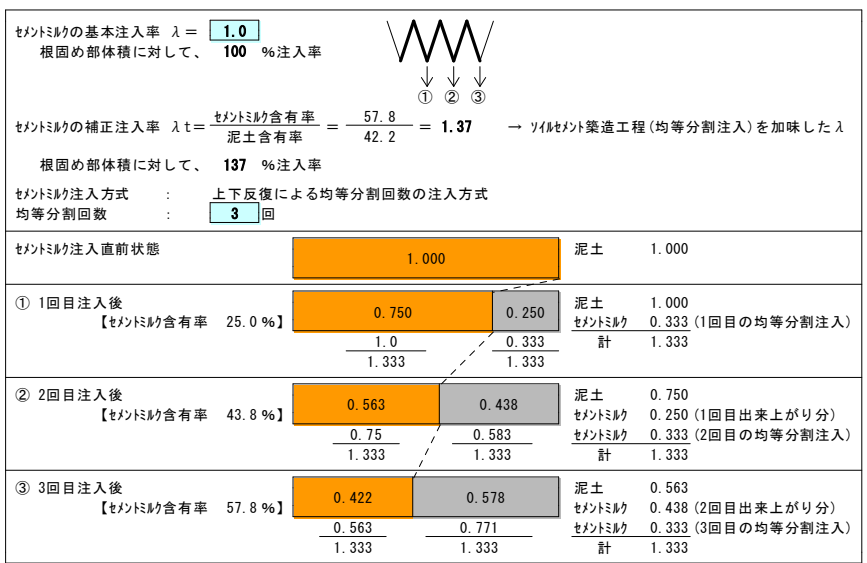 ｾﾒﾝﾄﾐﾙｸの基本注入率 λ＝ 1.0
根固め部体積に対して、 100 %注入率
① ② ③
ｾﾒﾝﾄﾐﾙｸの補正注入率 λt＝ ｾﾒﾝﾄﾐﾙｸ含有率 / 泥土含有率 ＝ 57.8 / 42.2 ＝ 1.37 → ｿｲﾙｾﾒﾝﾄ築造工程(均等分割注入)を加味したλ
根固め部体積に対して、 137 %注入率
ｾﾒﾝﾄﾐﾙｸ注入方式 : 上下反復による均等分割回数の注入方式
均等分割回数 : 3 回
ｾﾒﾝﾄﾐﾙｸ注入直前状態 1.000 泥土 1.000
① 1回目注入後 泥土 1.000
【ｾﾒﾝﾄﾐﾙｸ含有率 25.0%】 0.750 0.250 ｾﾒﾝﾄﾐﾙｸ 0.333 (1回目の均等分割注入)
1.0 0.333 計 1.333
1.333 1.333
② 2回目注入後 泥土 0.750
【ｾﾒﾝﾄﾐﾙｸ含有率 43.8%】 0.563 0.438 ｾﾒﾝﾄﾐﾙｸ 0.250 (1回目出来上がり分)
0.75 0.583 ｾﾒﾝﾄﾐﾙｸ 0.333 (2回目の均等分割注入)
1.333 1.333 計 1.333
③ 3回目注入後 泥土 0.563
【ｾﾒﾝﾄﾐﾙｸ含有率 57.8%】 0.422 0.578 ｾﾒﾝﾄﾐﾙｸ 0.438 (2回目出来上がり分)
0.563 0.771 ｾﾒﾝﾄﾐﾙｸ 0.333 (3回目の均等分割注入)
1.333 1.333 計 1.333